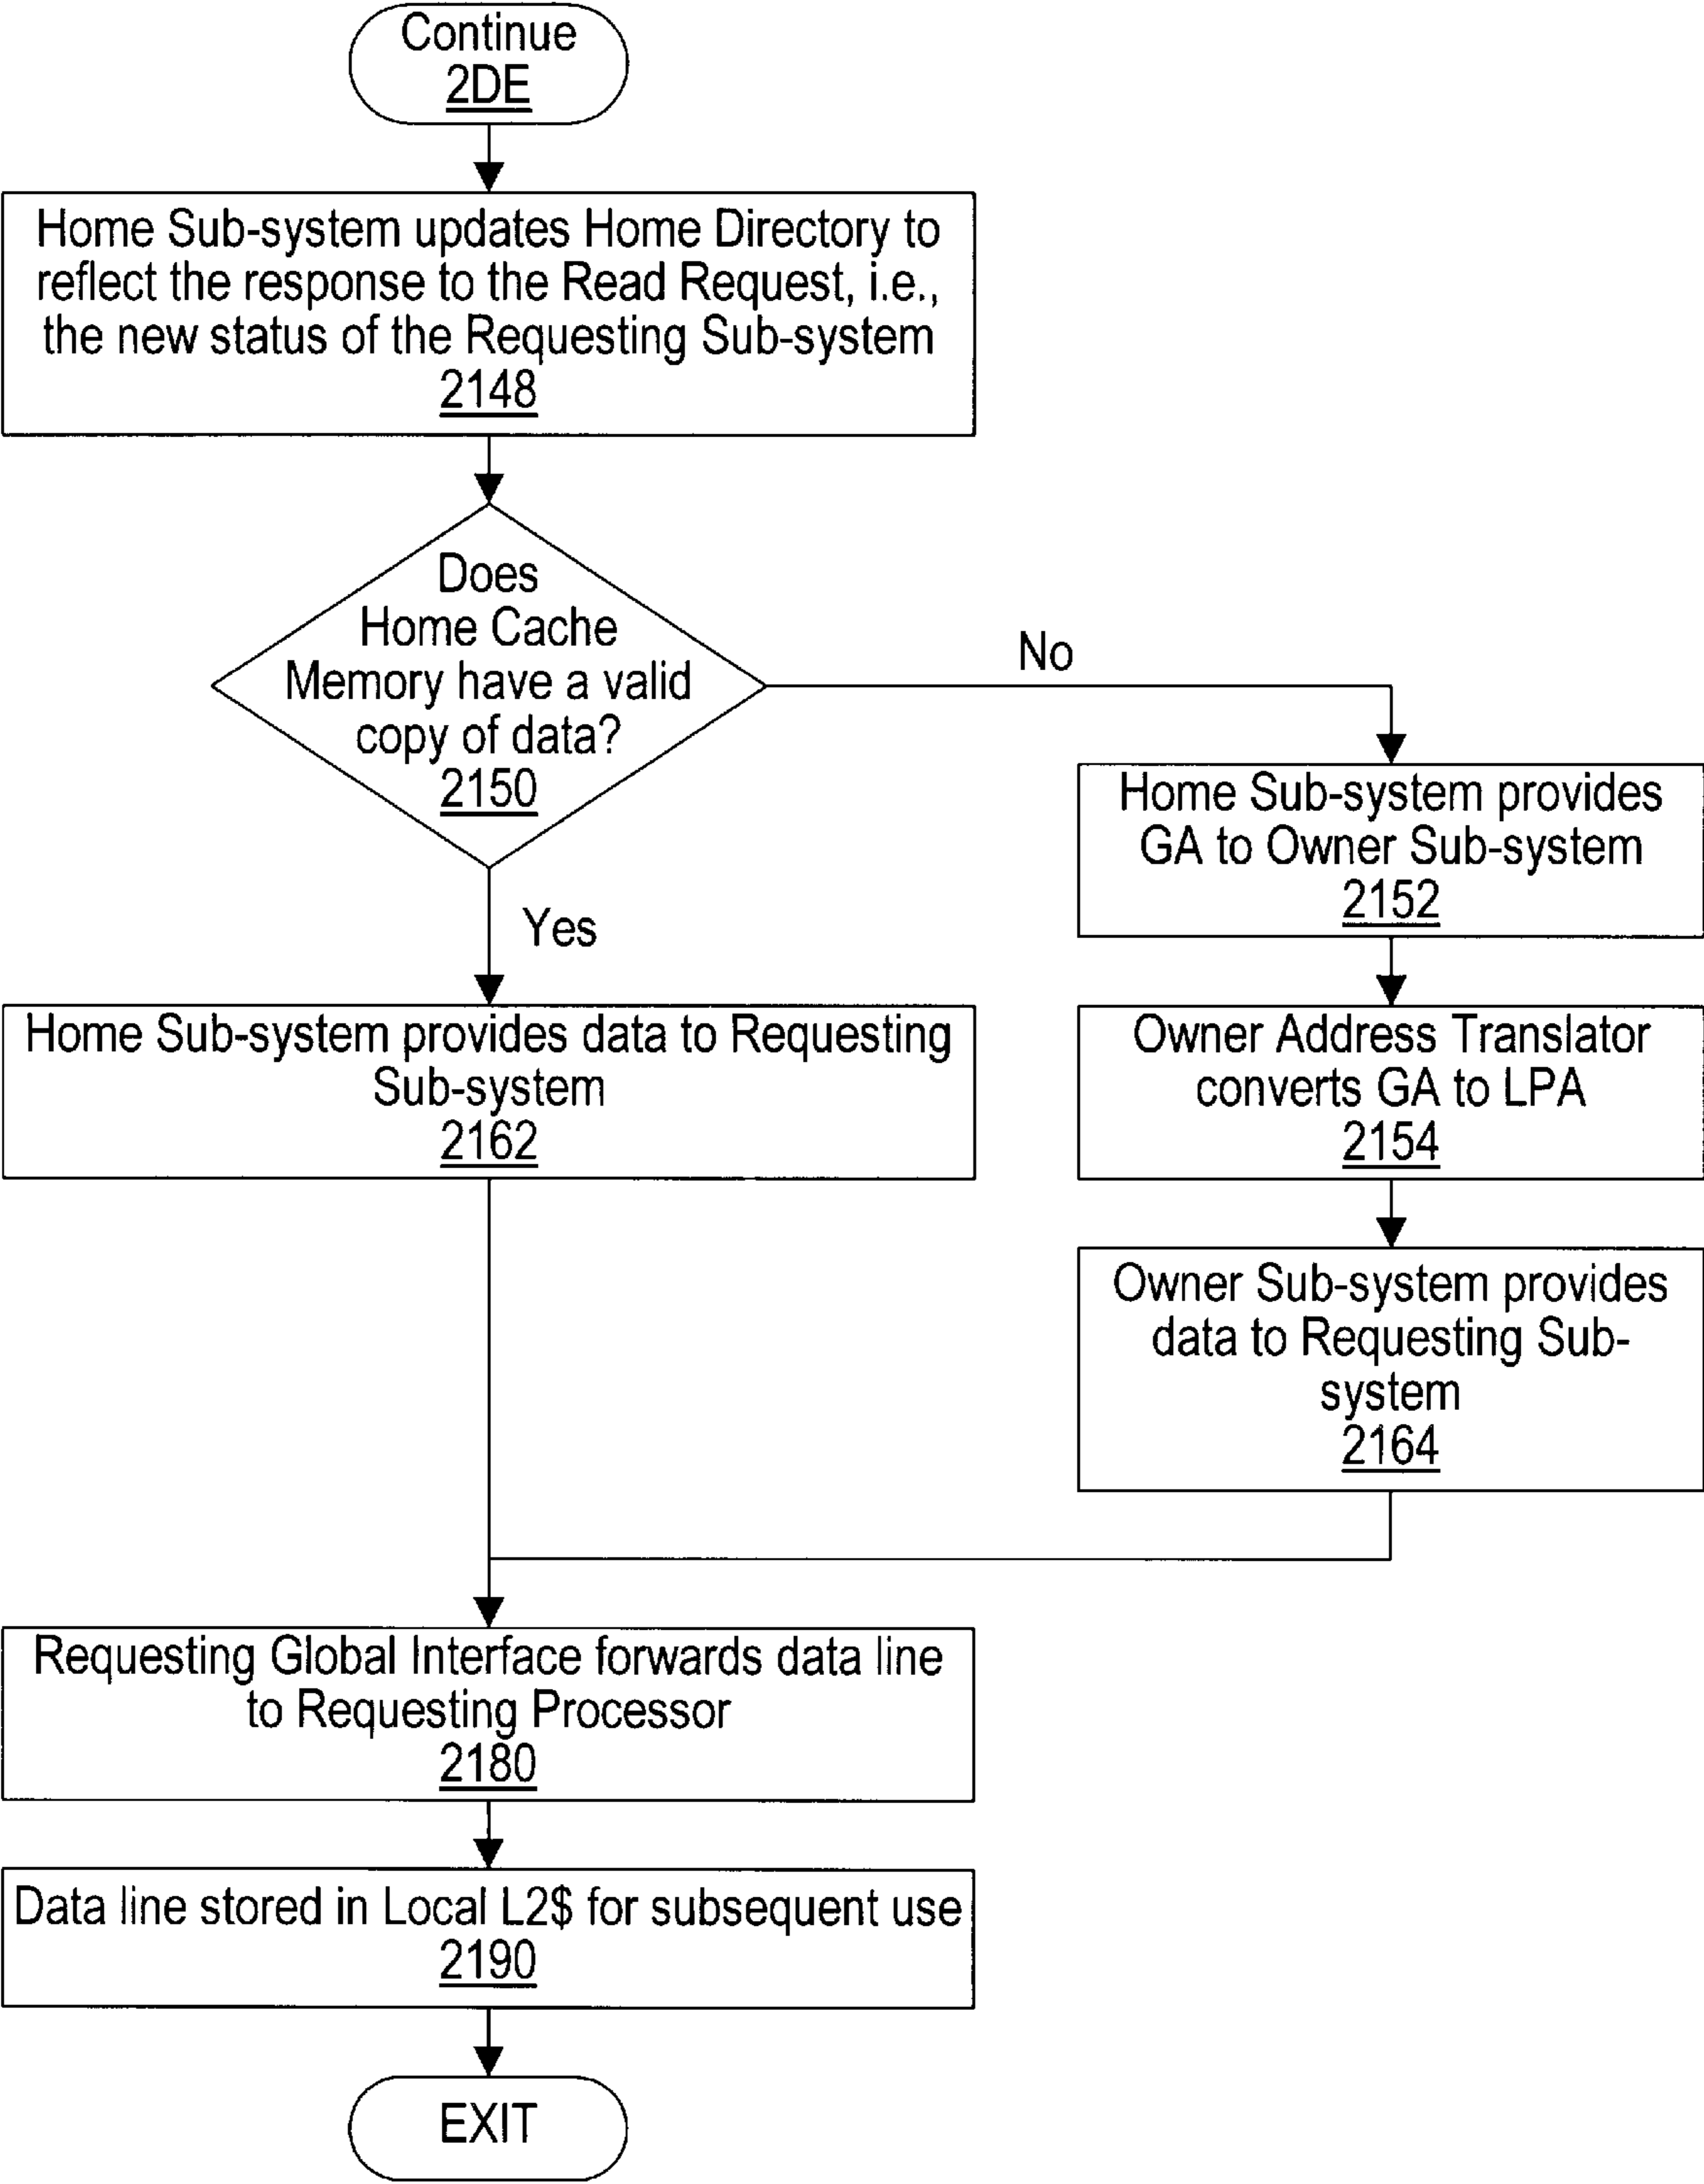 Continue
2DE
Home Sub-system updates Home Directory to
reflect the response to the Read Request, i.e.,
the new status of the Requesting Sub-system
2148
Does
Home Cache
Memory have a valid
copy of data?
2150
No
Home Sub-system provides
GA to Owner Sub-system
2152
Yes
Home Sub-system provides data to Requesting
Sub-system
2162
Owner Address Translator
converts GA to LPA
2154
Owner Sub-system provides
data to Requesting Sub-
system
2164
Requesting Global Interface forwards data line
to Requesting Processor
2180
Data line stored in Local L2$ for subsequent use
2190
EXIT